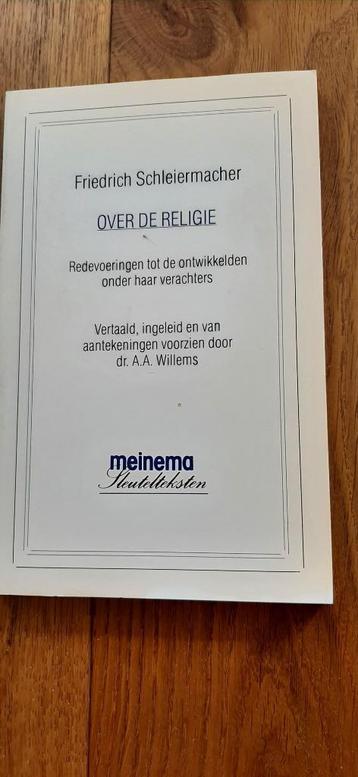 Friedrich Schleiermacher
OVER DE RELIGIE
Redevoeringen tot de ontwikkelden
onder haar verachters
Vertaald, ingeleid en van
aantekeningen voorzien door
dr. A.A. Willems
meinema
Sleutelteksten